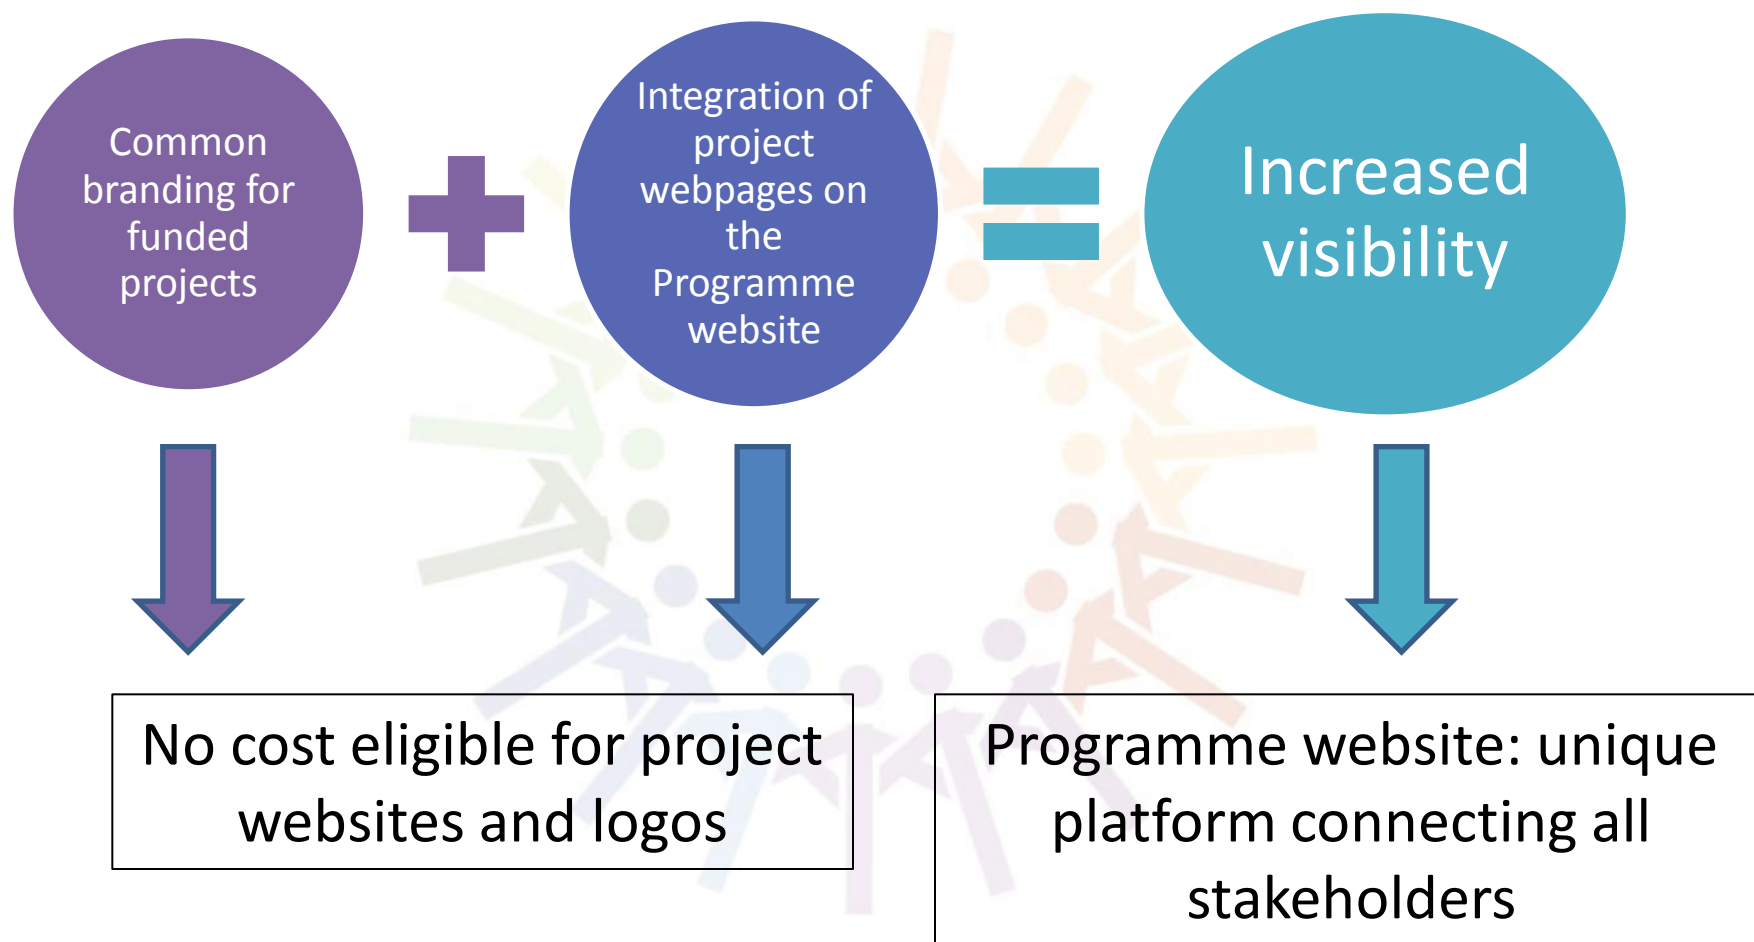 Common
branding for
funded
projects
Integration of
project
webpages on
the
Programme
website
Increased
visibility
No cost eligible for project
websites and logos
Programme website: unique
platform connecting all
stakeholders